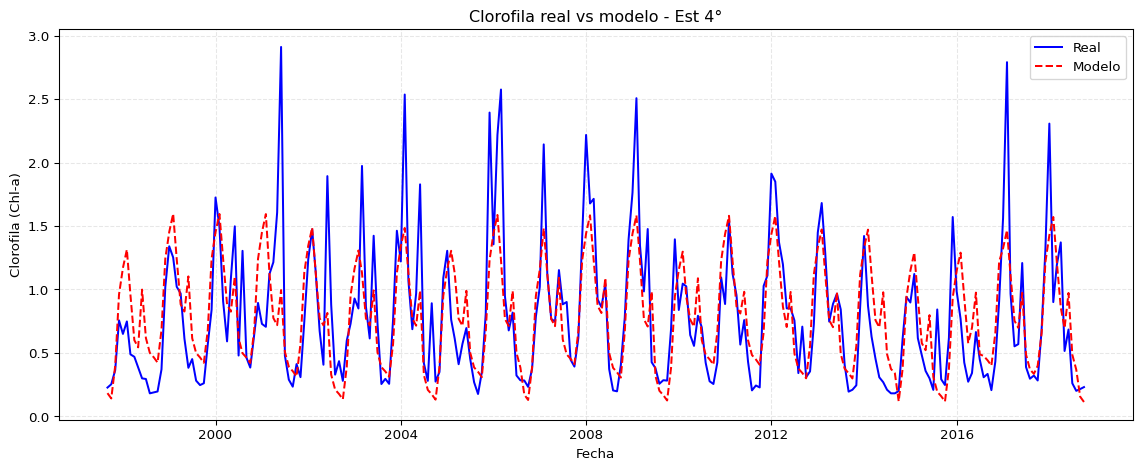 Clorofila real vs modelo - Est 4°
Real
Modelo
Clorofila (Chl-a)
3.0
2.5
2.0
1.5
1.0
0.5
0.0
2000
2004
2008
2012
2016
Fecha